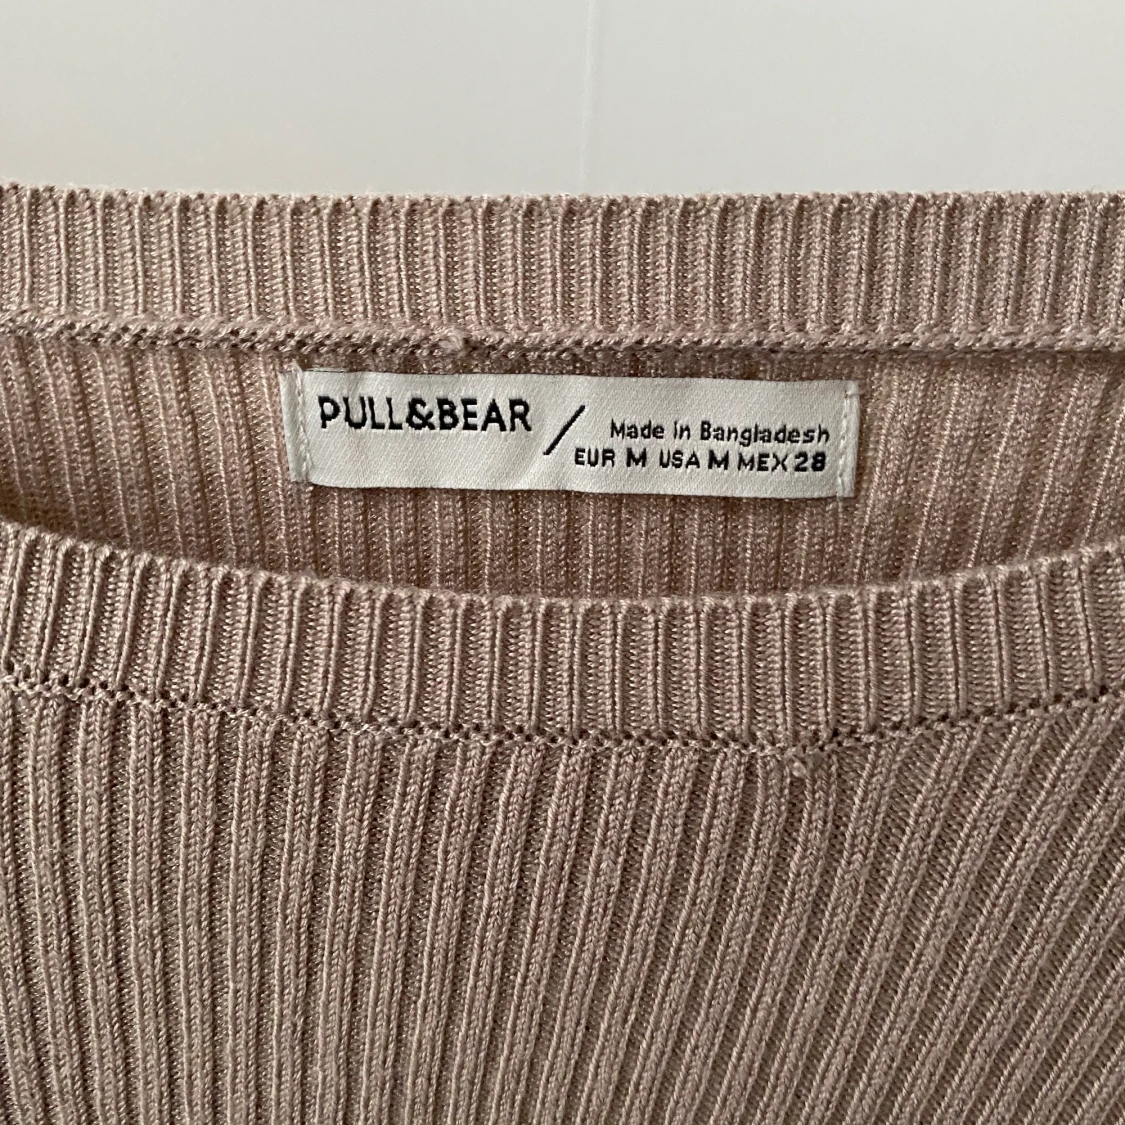 PULL&BEAR /
Made in Bangladesh
EUR M USA M MEX 28